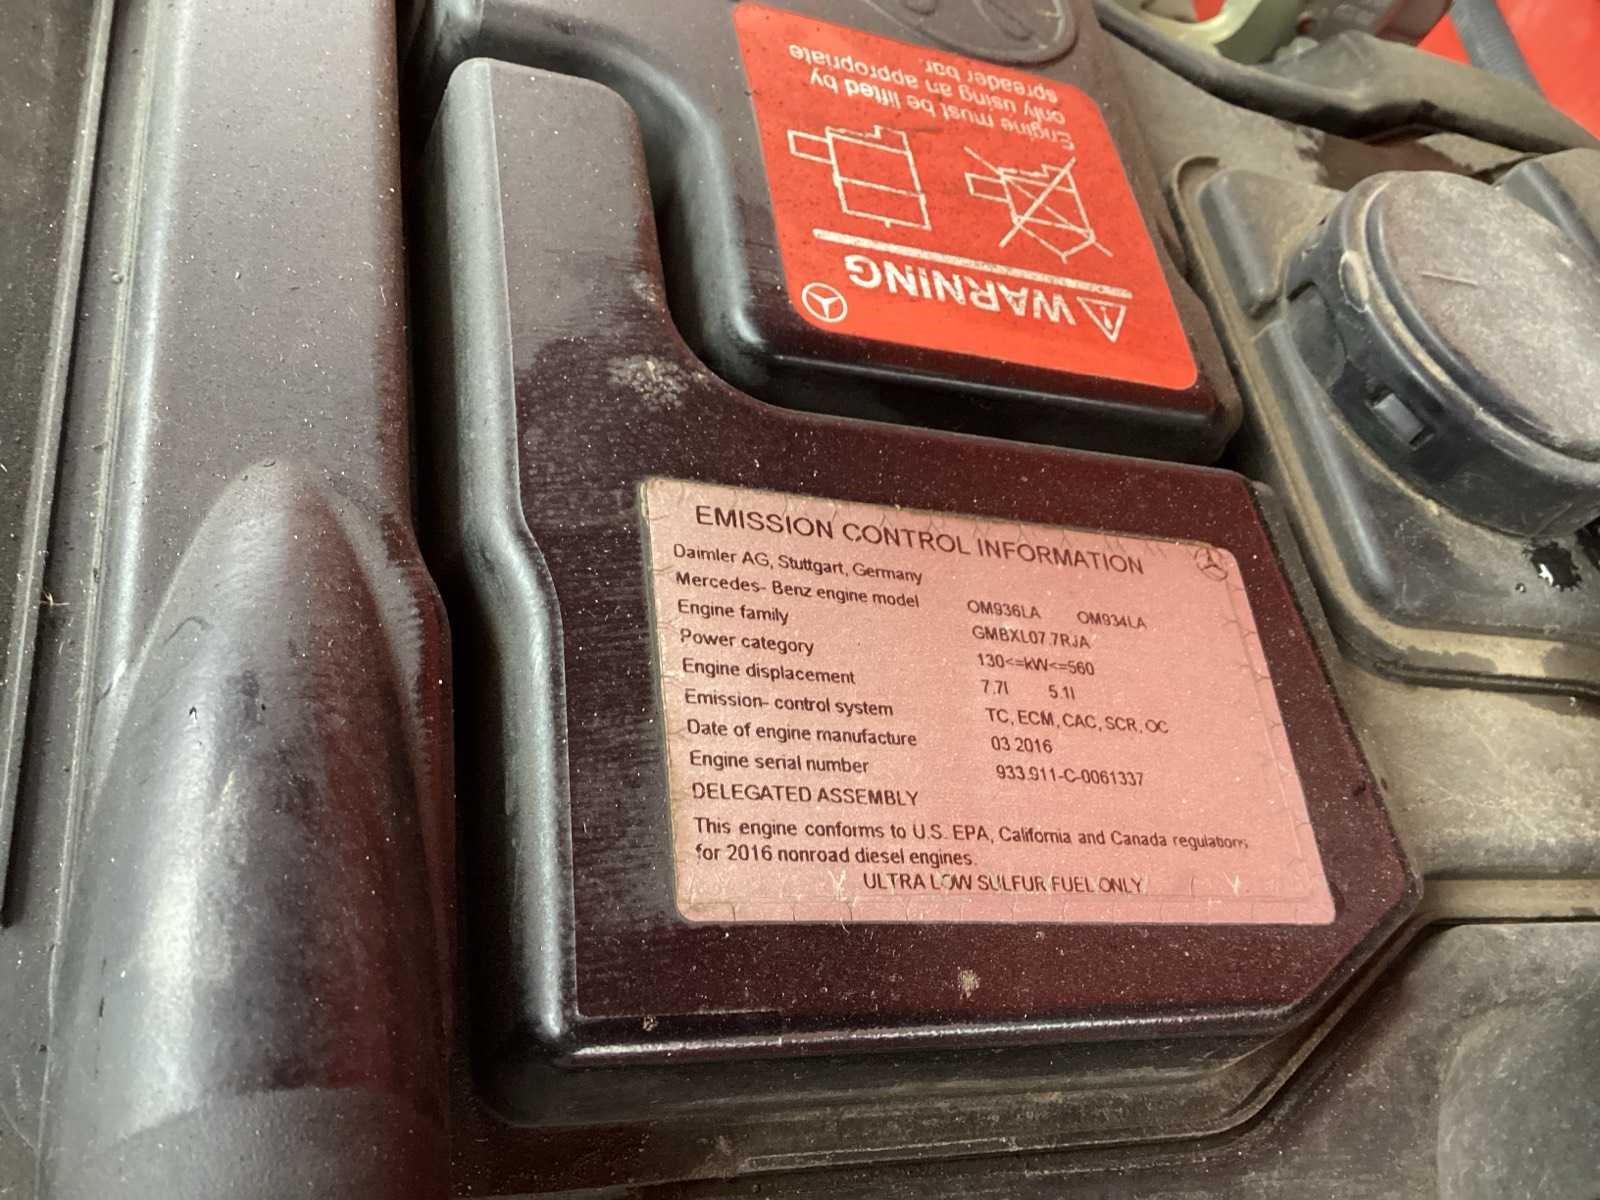 WARNING
Engine must be lifted by
only using an appropriate
spreader bar.
EMISSION CONTROL INFORMATION
Daimler AG, Stuttgart, Germany
Mercedes- Benz engine model OM936LA OM934LA
Engine family GMBXL07.7RJA
Power category 130<=kW<=560
Engine displacement 7.7l 5.1l
Emission- control system TC, ECM, CAC, SCR, OC
Date of engine manufacture 03 2016
Engine serial number 933.911-C-0061337
DELEGATED ASSEMBLY
This engine conforms to U.S. EPA, California and Canada regulations
for 2016 nonroad diesel engines.
ULTRA LOW SULFUR FUEL ONLY